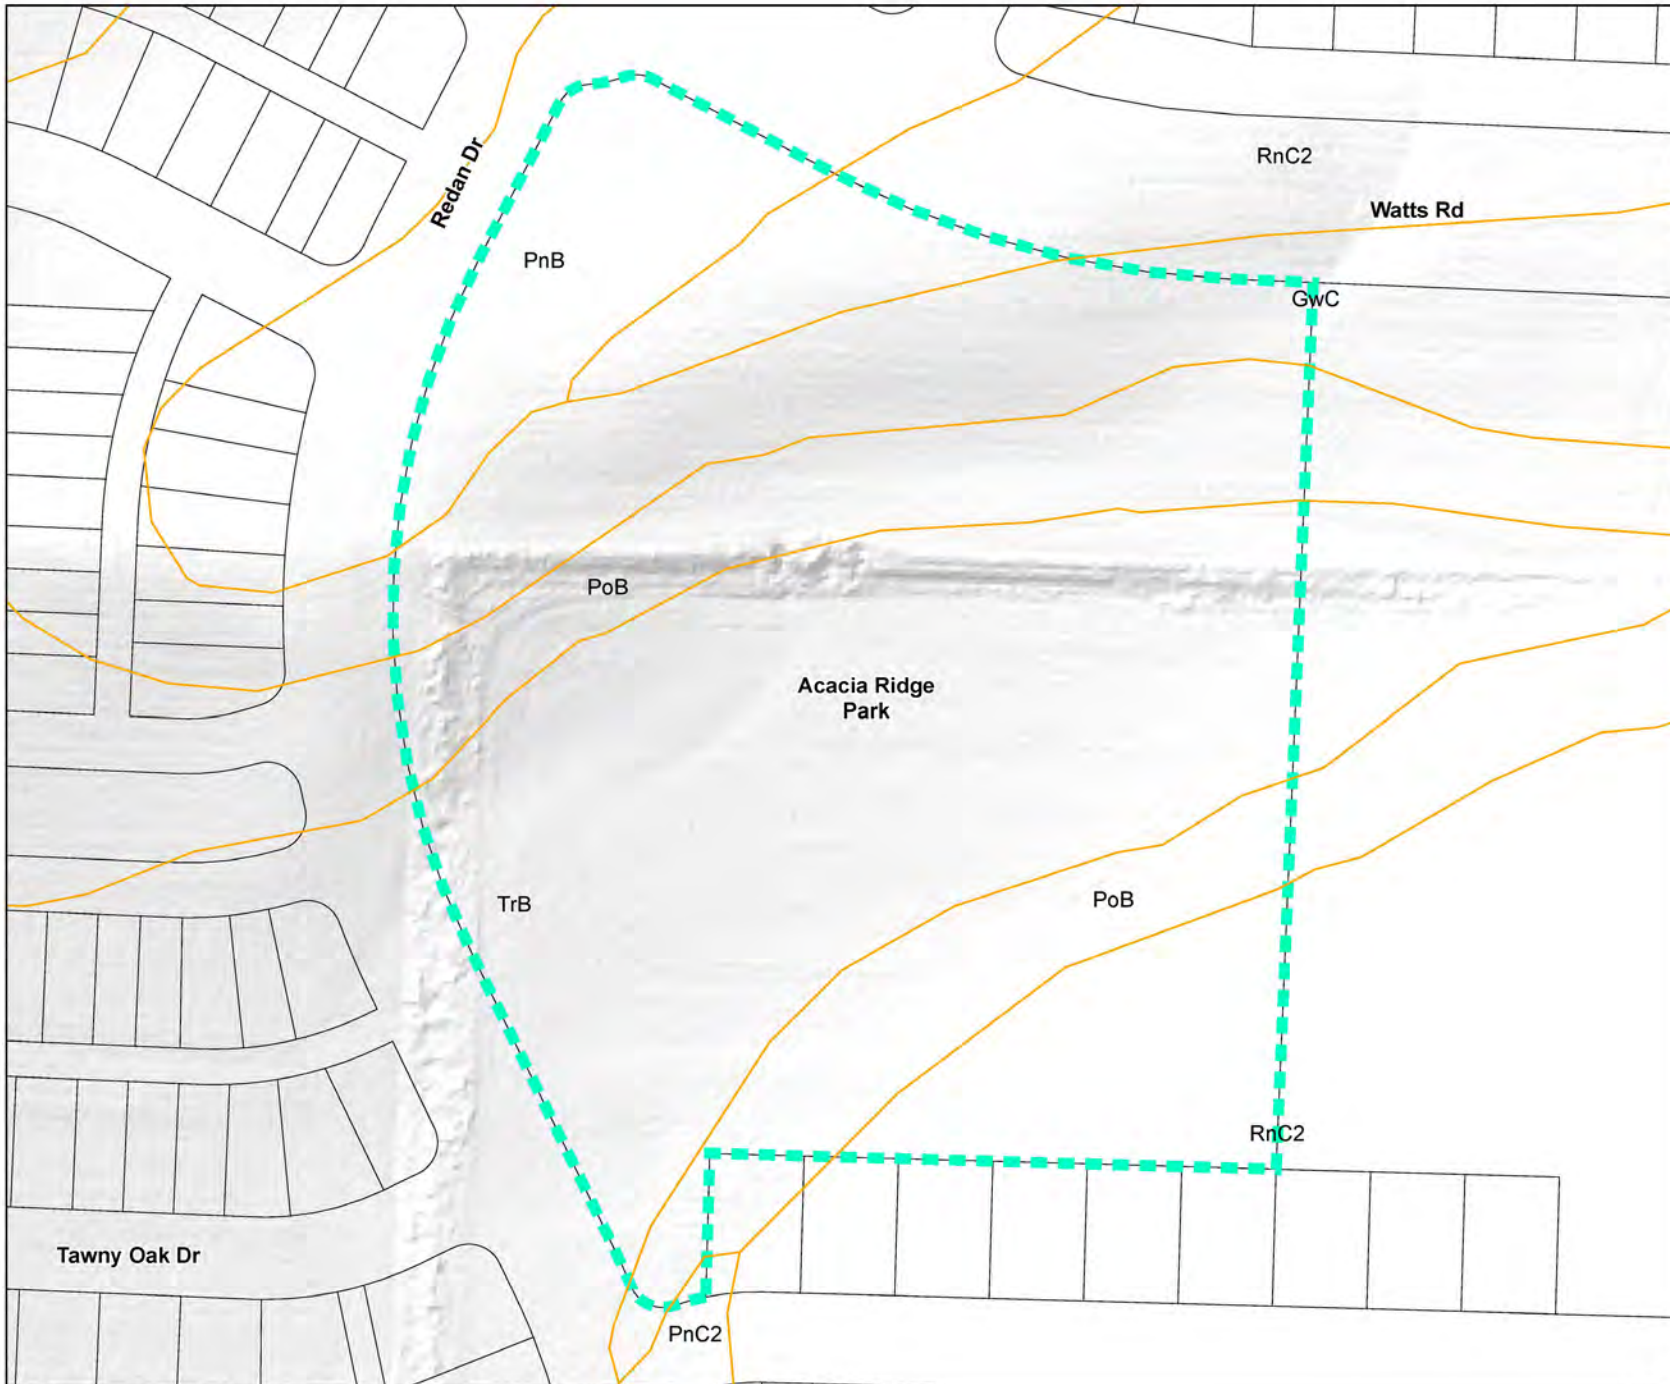 RnC2
Redan Dr
Watts Rd
PnB
GwC
PoB
Acacia Ridge
Park
TrB
PoB
RnC2
Tawny Oak Dr
PnC2